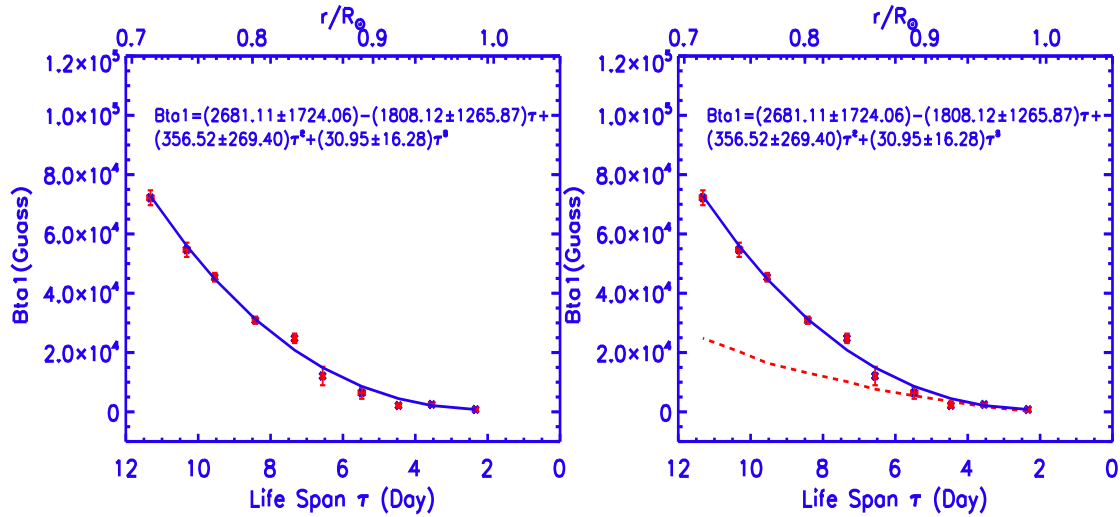 r/R☉
0.7 0.8 0.9 1.0
1.2×10⁵
1.0×10⁵
8.0×10⁴
6.0×10⁴
4.0×10⁴
2.0×10⁴
0
Bta1(Guass)
Bta1=(2681.11±1724.06)−(1808.12±1265.87)τ+
(356.52±269.40)τ²+(30.95±16.28)τ³
12 10 8 6 4 2 0
Life Span τ (Day)
r/R☉
0.7 0.8 0.9 1.0
1.2×10⁵
1.0×10⁵
8.0×10⁴
6.0×10⁴
4.0×10⁴
2.0×10⁴
0
Bta1(Guass)
Bta1=(2681.11±1724.06)−(1808.12±1265.87)τ+
(356.52±269.40)τ²+(30.95±16.28)τ³
12 10 8 6 4 2 0
Life Span τ (Day)